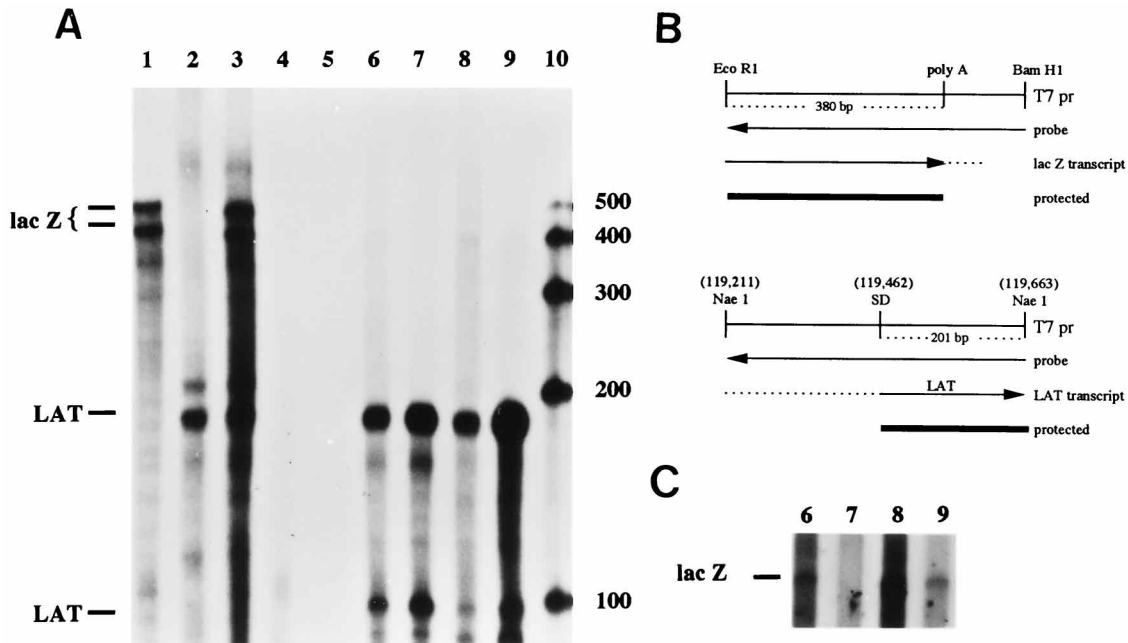 A
1 2 3 4 5 6 7 8 9 10
lac Z {
LAT
LAT
500
400
300
200
100
B
Eco R1 poly A Bam H1
T7 pr
380 bp
probe
lac Z transcript
protected
(119,211) (119,462) (119,663)
Nae 1 SD Nae 1
T7 pr
201 bp
probe
LAT
LAT transcript
protected
C
6 7 8 9
lac Z